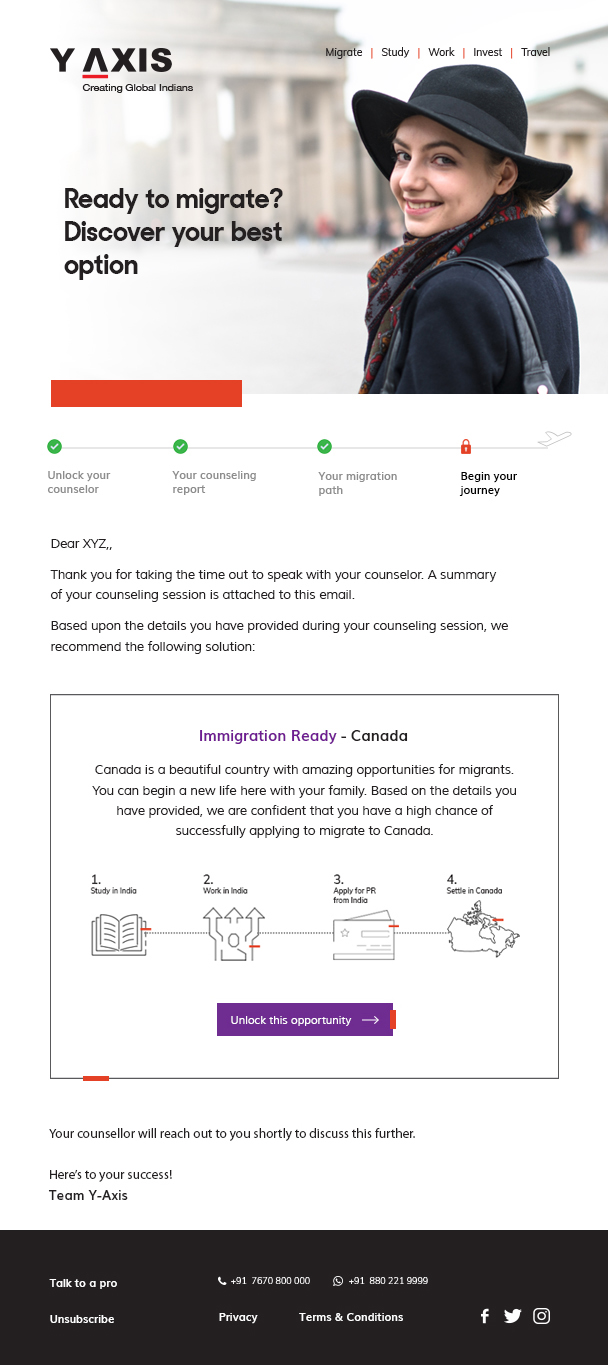 Y AXIS
Creating Global Indians
Migrate | Study | Work | Invest | Travel
Ready to migrate?
Discover your best
option
Unlock your
counselor
Your counseling
report
Your migration
path
Begin your
journey
Dear XYZ,,
Thank you for taking the time out to speak with your counselor. A summary
of your counseling session is attached to this email.
Based upon the details you have provided during your counseling session, we
recommend the following solution:
Immigration Ready - Canada
Canada is a beautiful country with amazing opportunities for migrants.
You can begin a new life here with your family. Based on the details you
have provided, we are confident that you have a high chance of
successfully applying to migrate to Canada.
1.
Study in India
2.
Work in India
3.
Apply for PR
from India
4.
Settle in Canada
Unlock this opportunity
Your counsellor will reach out to you shortly to discuss this further.
Here's to your success!
Team Y-Axis
Talk to a pro
+91 7670 800 000
+91 880 221 9999
Unsubscribe
Privacy
Terms & Conditions